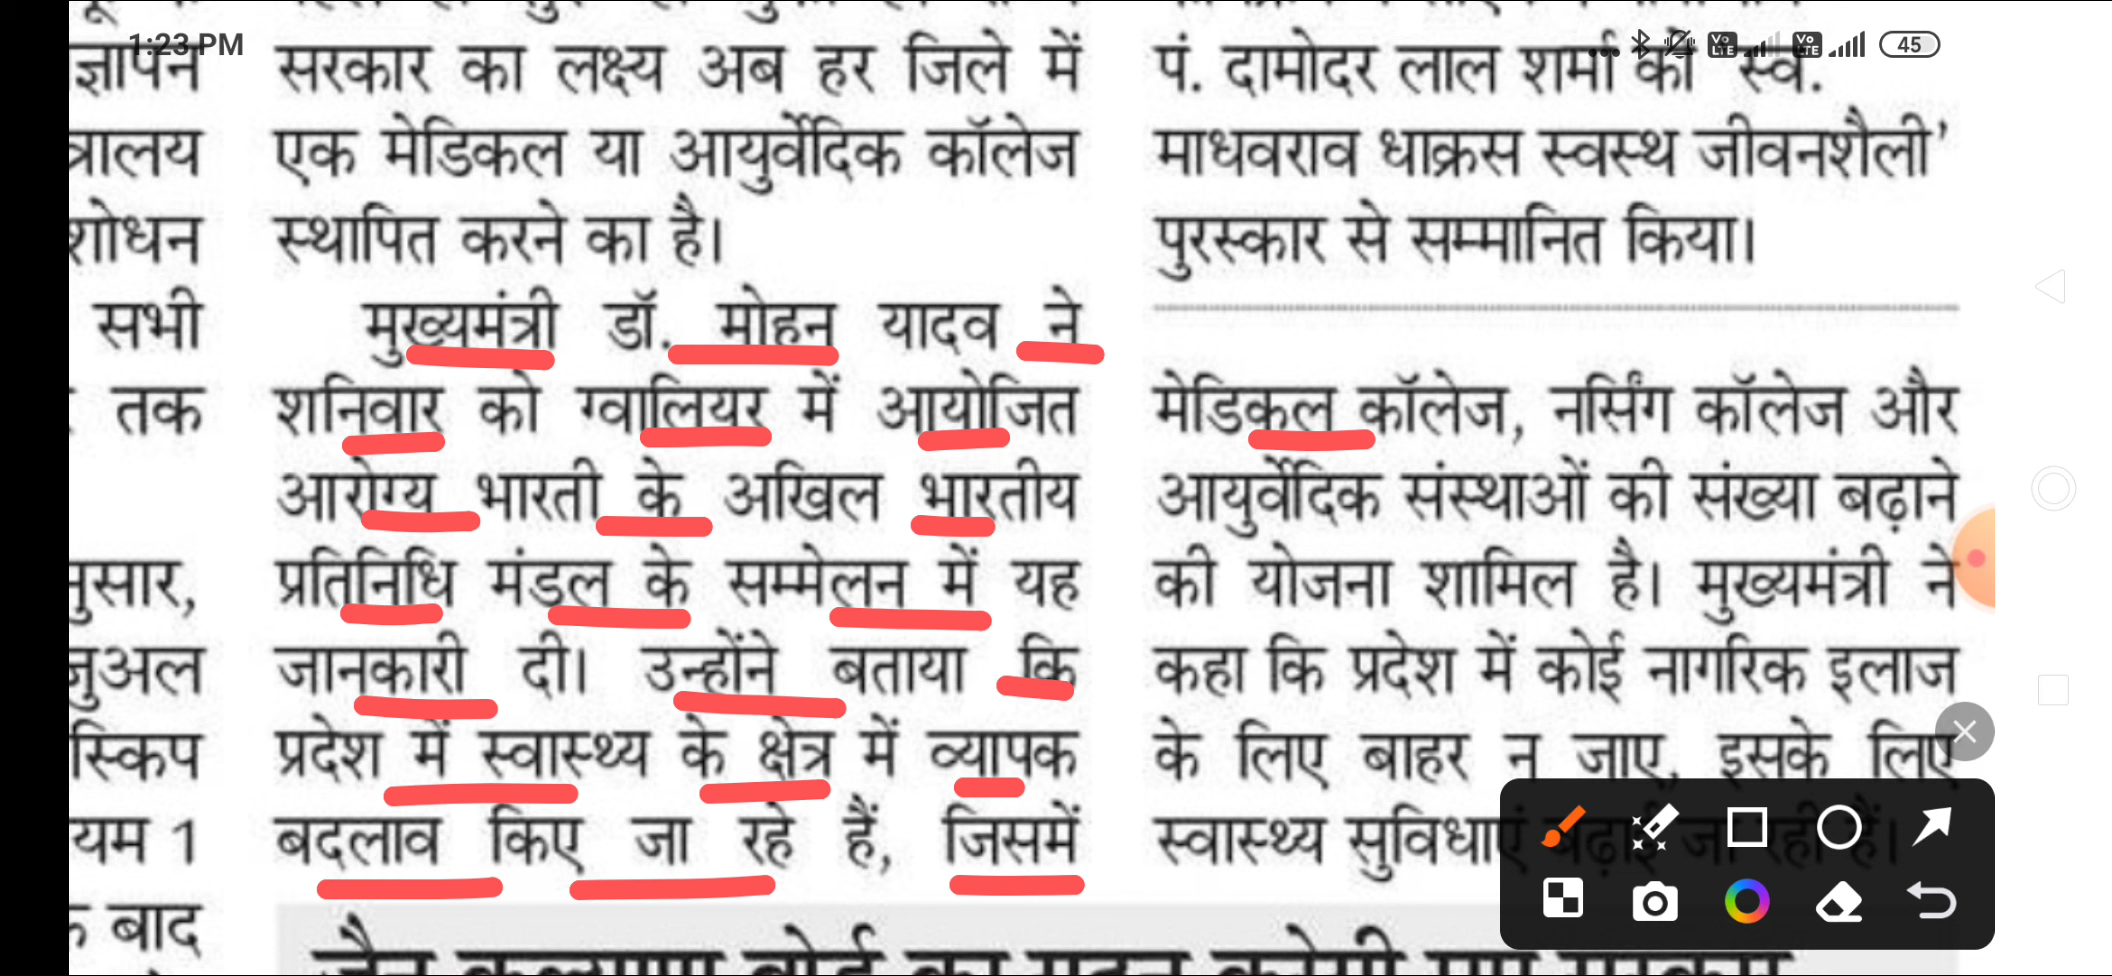 1:23 PM
45
ज्ञापन
त्रालय
शोधन
सभी
तक
नुसार,
जुअल
स्किप
यम 1
बाद
सरकार का लक्ष्य अब हर जिले में
एक मेडिकल या आयुर्वेदिक कॉलेज
स्थापित करने का है।
मुख्यमंत्री डॉ. मोहन यादव ने
शनिवार को ग्वालियर में आयोजित
आरोग्य भारती के अखिल भारतीय
प्रतिनिधि मंडल के सम्मेलन में यह
जानकारी दी। उन्होंने बताया कि
प्रदेश में स्वास्थ्य के क्षेत्र में व्यापक
बदलाव किए जा रहे हैं, जिसमें
पं. दामोदर लाल शर्मा को 'स्व.
माधवराव धाक्रस स्वस्थ जीवनशैली'
पुरस्कार से सम्मानित किया।
मेडिकल कॉलेज, नर्सिंग कॉलेज और
आयुर्वेदिक संस्थाओं की संख्या बढ़ाने
की योजना शामिल है। मुख्यमंत्री ने
कहा कि प्रदेश में कोई नागरिक इलाज
के लिए बाहर न जाए, इसके लिए
स्वास्थ्य सुविधाएं बढ़ाई जा रही हैं।